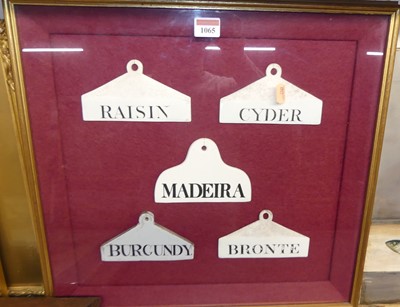 1065
RAISIN
CYDER
MADEIRA
BURGUNDY
BRONTE